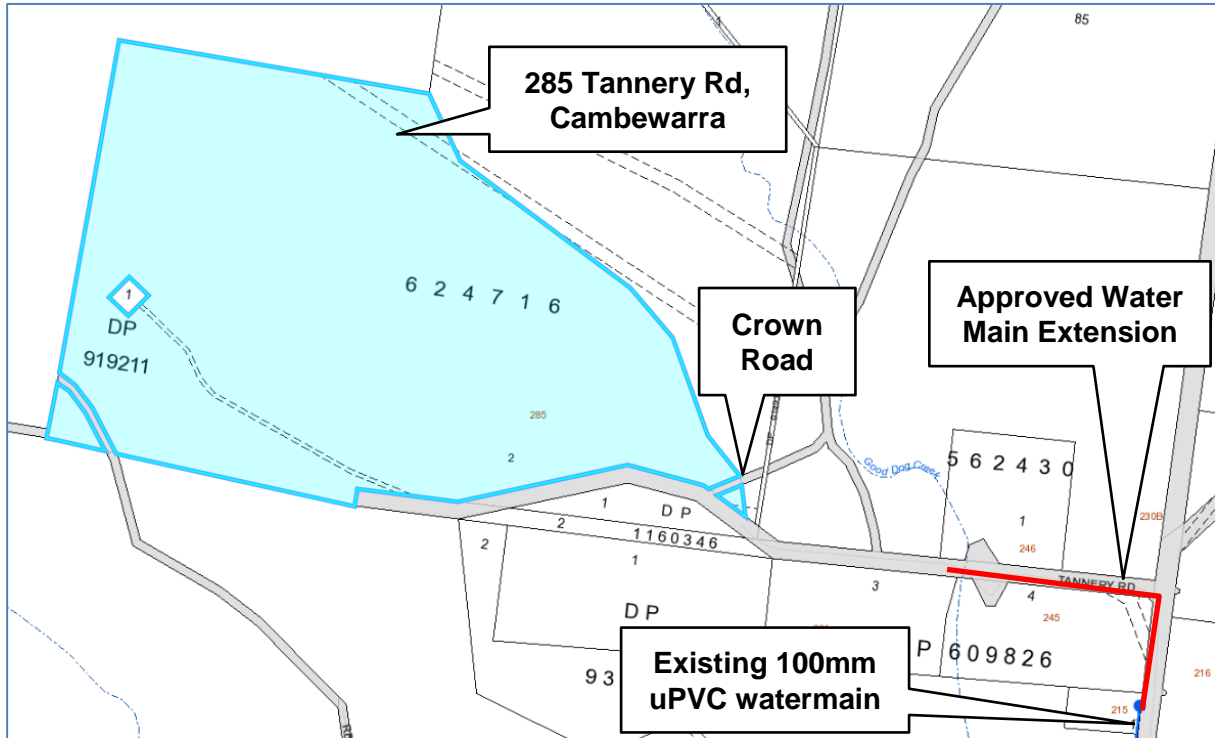 85
1
285 Tannery Rd,
Cambewarra
6 2 4 7 1 6
1
DP
919211
Crown
Road
Approved Water
Main Extension
285
2
Good Dog Creek
5 6 2 4 3 0
1
246
230B
1
D P
2
1 1 6 0 3 4 6
2
1
3
TANNERY RD
4
245
D P
P 6 0 9 8 2 6
9 3
Existing 100mm
uPVC watermain
216
215